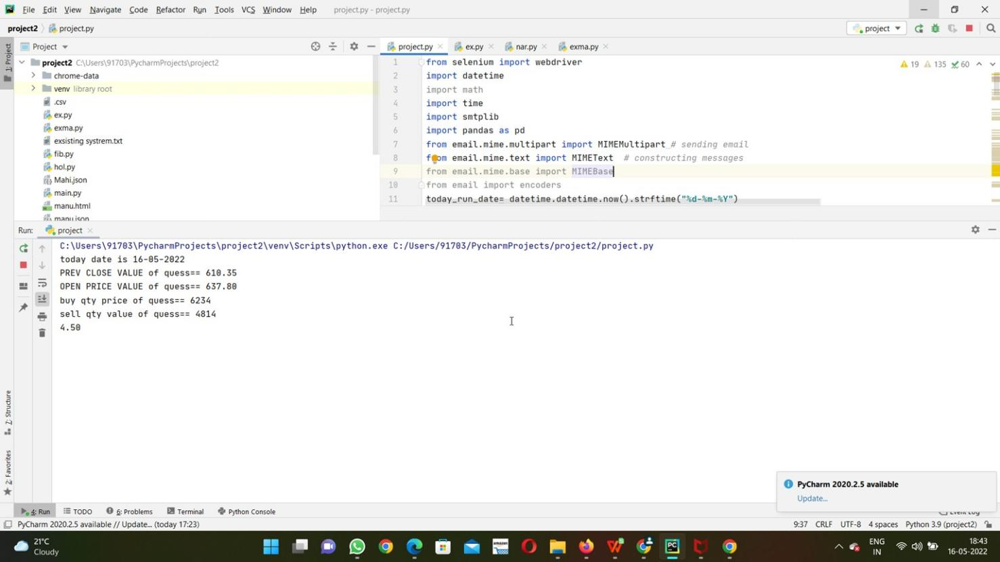 File Edit View Navigate Code Refactor Run Tools VCS Window Help project.py - project.py
project2 project.py project
1: Project
Project
project2 C:\Users\91703\PycharmProjects\project2
chrome-data
venv library root
.csv
ex.py
exma.py
exsisting systrem.txt
fib.py
hol.py
Mahi.json
main.py
manu.html
manu.json
project.py ex.py nar.py exma.py
19 135 60
1 from selenium import webdriver
2 import datetime
3 import math
4 import time
5 import smtplib
6 import pandas as pd
7 from email.mime.multipart import MIMEMultipart # sending email
8 from email.mime.text import MIMEText # constructing messages
9 from email.mime.base import MIMEBase
10 from email import encoders
11 today_run_date= datetime.datetime.now().strftime("%d-%m-%Y")
Run: project
C:\Users\91703\PycharmProjects\project2\venv\Scripts\python.exe C:/Users/91703/PycharmProjects/project2/project.py
today date is 16-05-2022
PREV CLOSE VALUE of quess== 610.35
OPEN PRICE VALUE of quess== 637.80
buy qty price of quess== 6234
sell qty value of quess== 4814
4.50
7: Structure
2: Favorites
PyCharm 2020.2.5 available
Update...
4: Run TODO 6: Problems Terminal Python Console Event Log
PyCharm 2020.2.5 available // Update... (today 17:23) 9:37 CRLF UTF-8 4 spaces Python 3.9 (project2)
21°C
Cloudy
amazon
PC
ENG
IN
18:43
16-05-2022